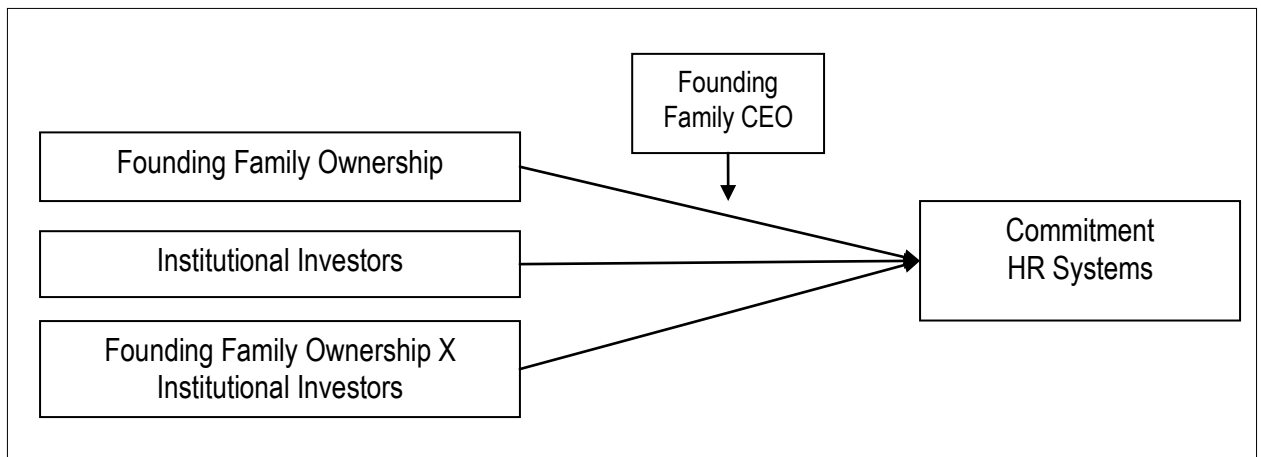 Founding
Family CEO
Founding Family Ownership
Institutional Investors
Founding Family Ownership X
Institutional Investors
Commitment
HR Systems